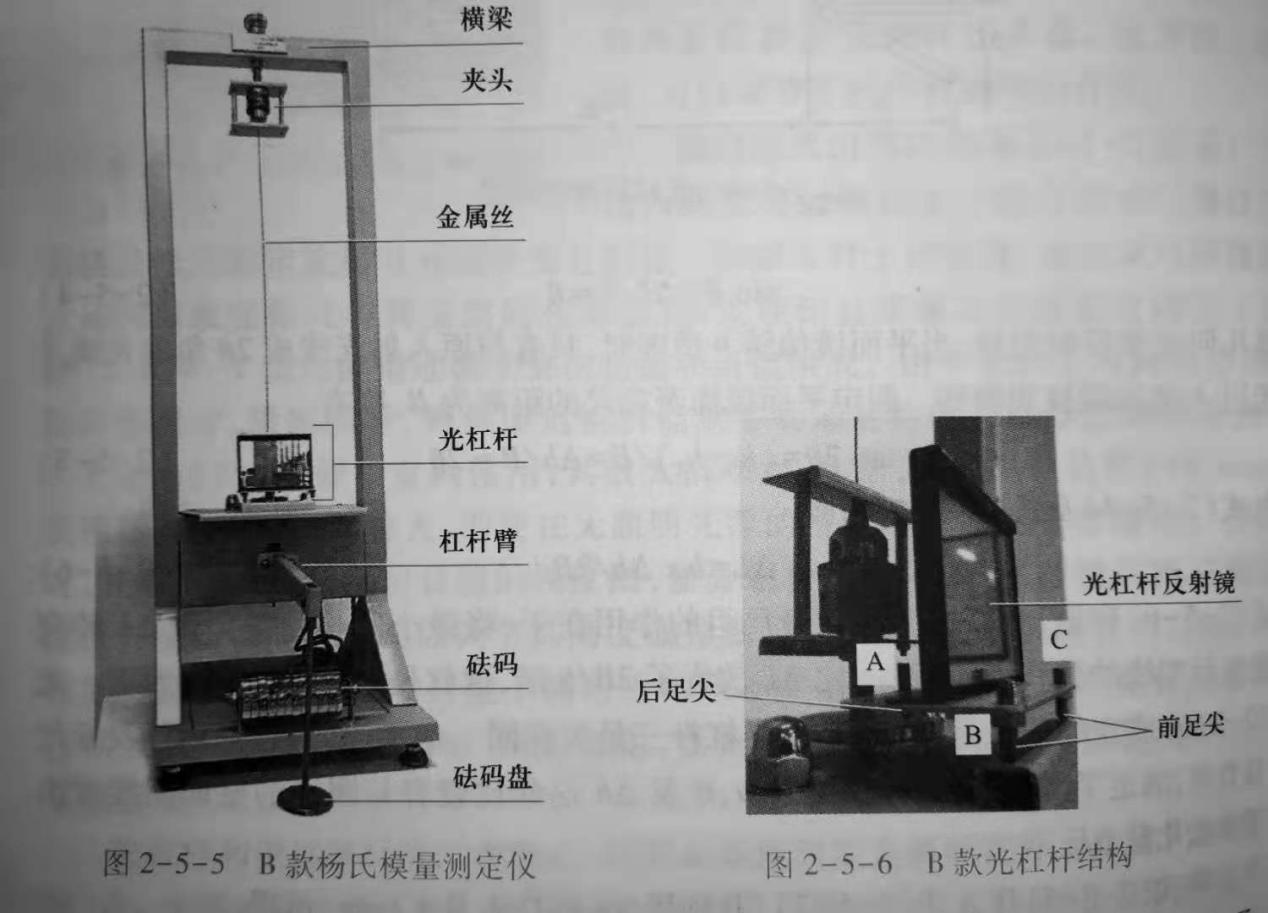 横梁
夹头
金属丝
光杠杆
杠杆臂
砝码
砝码盘
图2-5-5 B款杨氏模量测定仪
光杠杆反射镜
A
C
后足尖
B
前足尖
图2-5-6 B款光杠杆结构